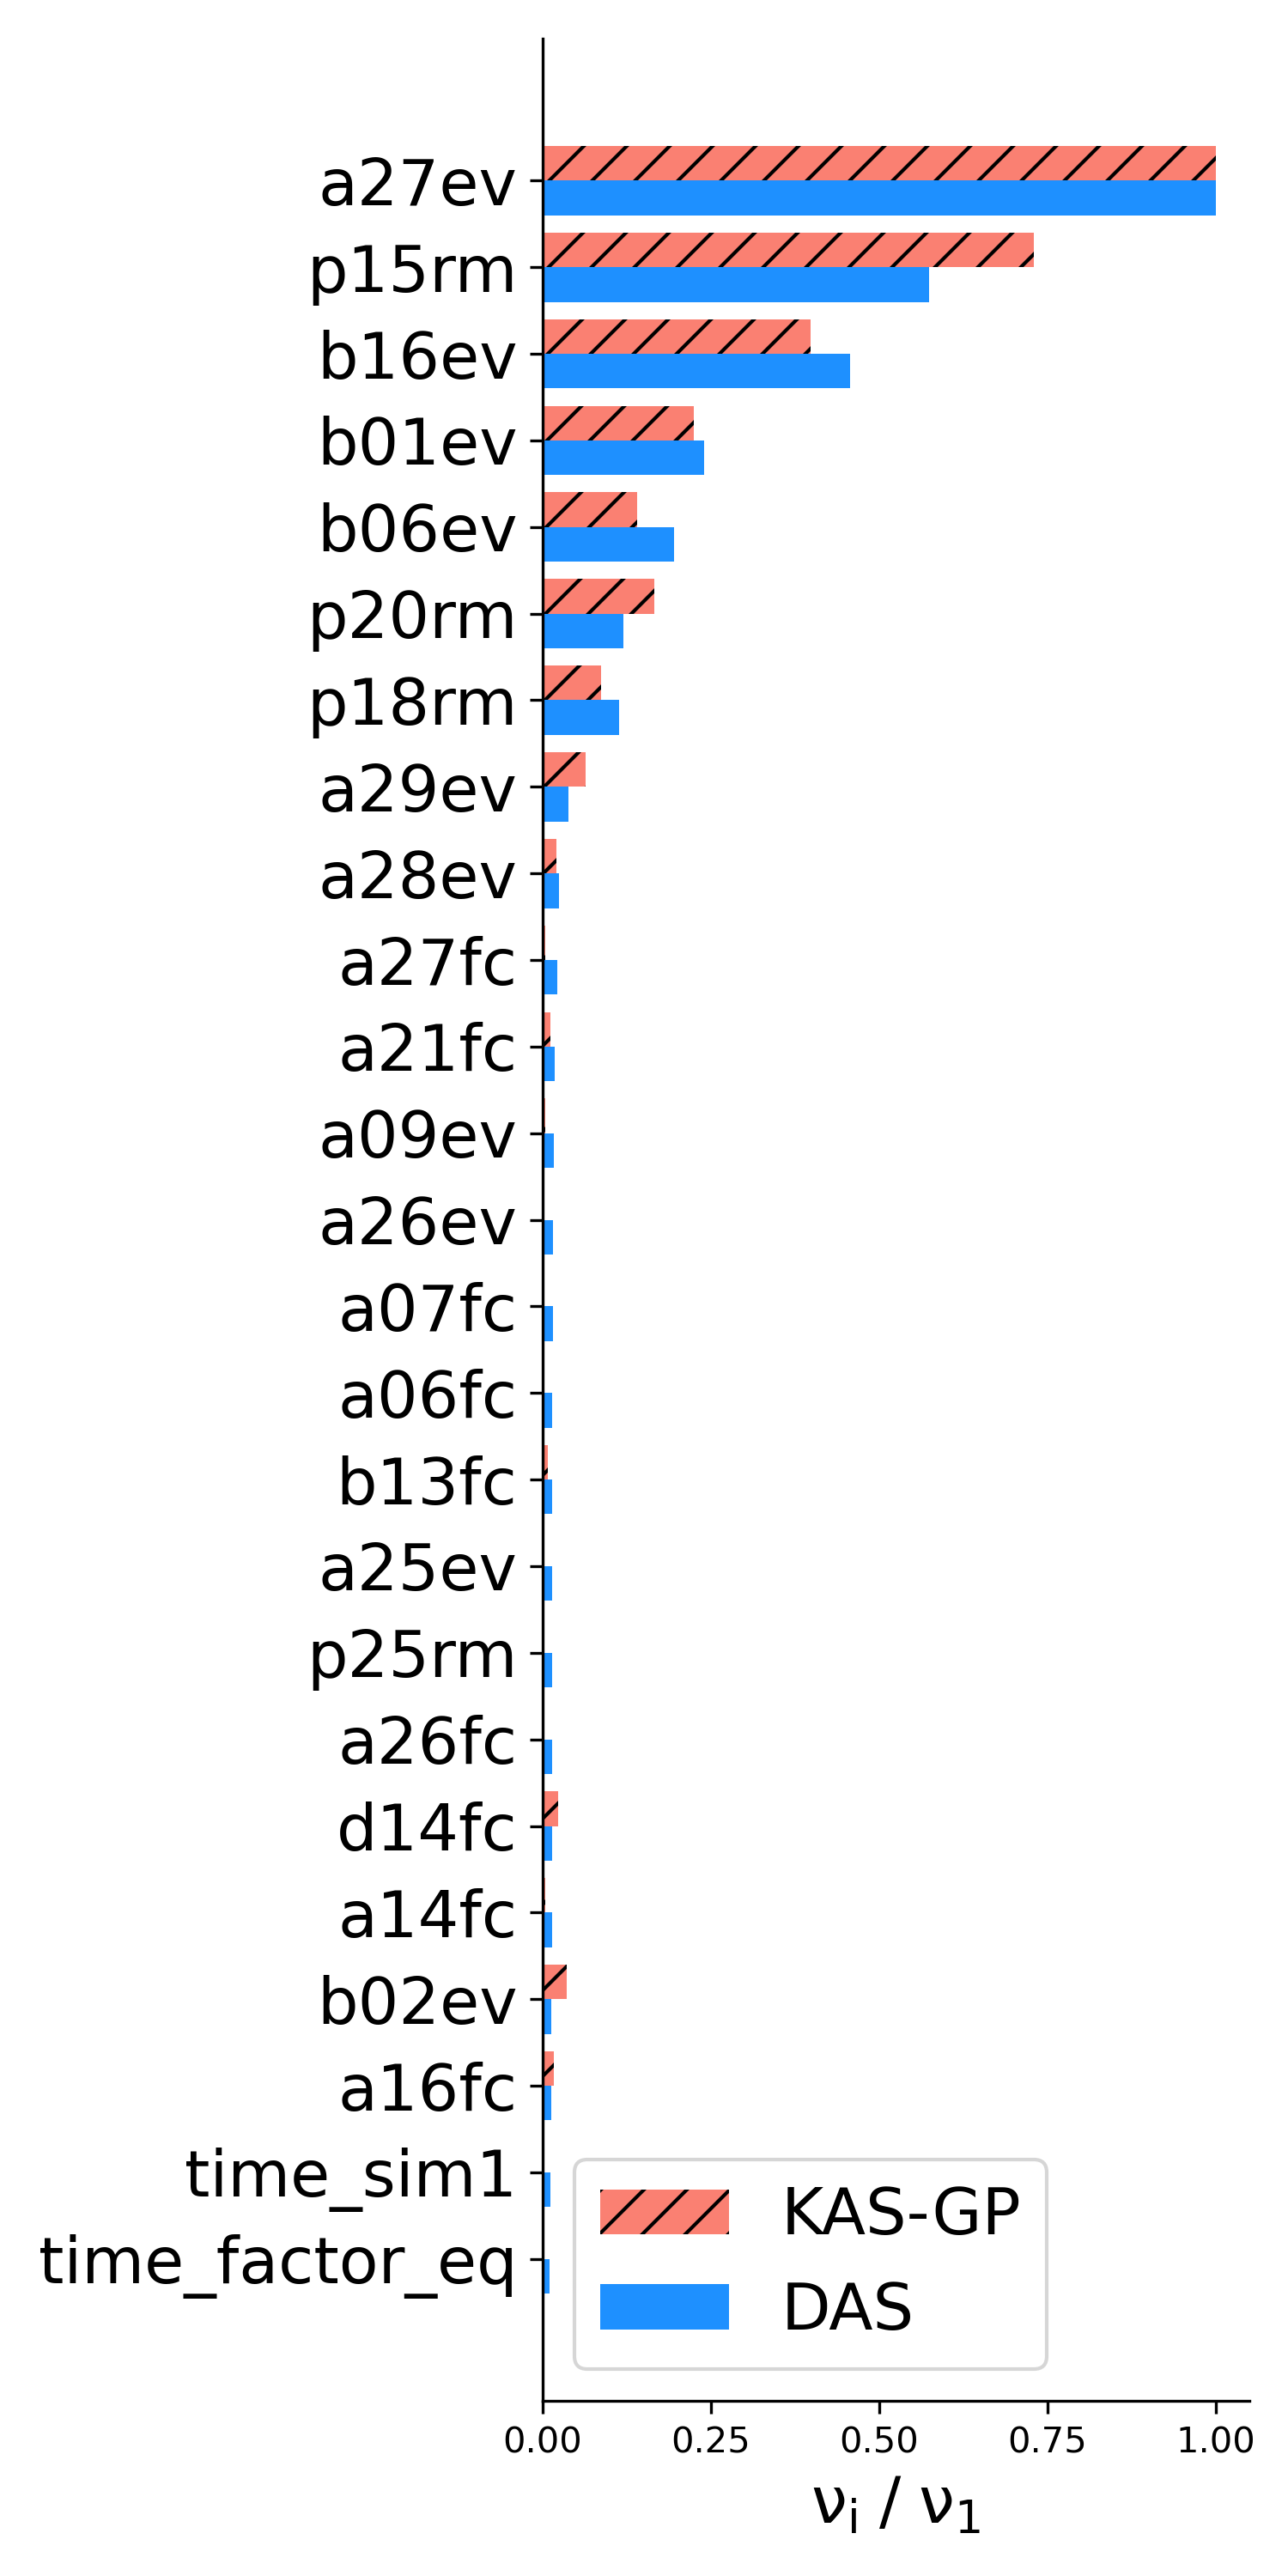 a27ev
p15rm
b16ev
b01ev
b06ev
p20rm
p18rm
a29ev
a28ev
a27fc
a21fc
a09ev
a26ev
a07fc
a06fc
b13fc
a25ev
p25rm
a26fc
d14fc
a14fc
b02ev
a16fc
time_sim1
time_factor_eq
KAS-GP
DAS
0.00 0.25 0.50 0.75 1.00
νi / ν1